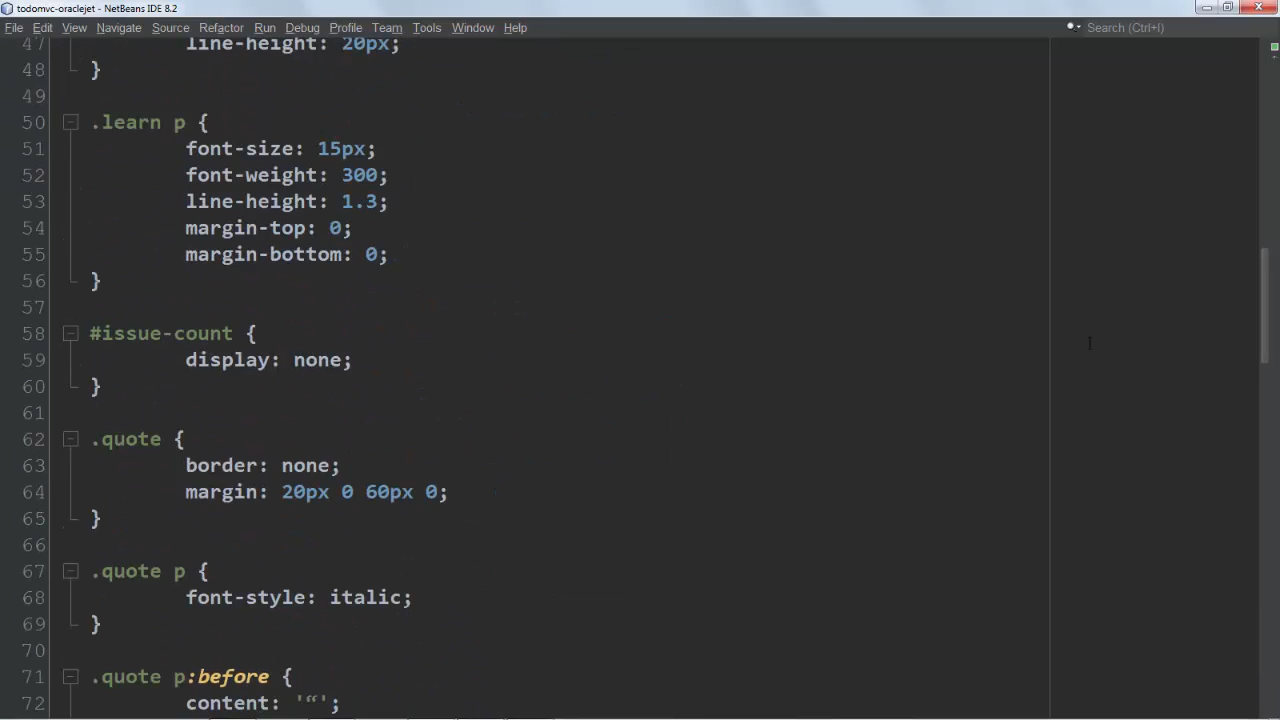 todomvc-oraclejet - NetBeans IDE 8.2
File Edit View Navigate Source Refactor Run Debug Profile Team Tools Window Help Search (Ctrl+I)
47 line-height: 20px;
48 }
49
50 .learn p {
51 font-size: 15px;
52 font-weight: 300;
53 line-height: 1.3;
54 margin-top: 0;
55 margin-bottom: 0;
56 }
57
58 #issue-count {
59 display: none;
60 }
61
62 .quote {
63 border: none;
64 margin: 20px 0 60px 0;
65 }
66
67 .quote p {
68 font-style: italic;
69 }
70
71 .quote p:before {
72 content: '“';